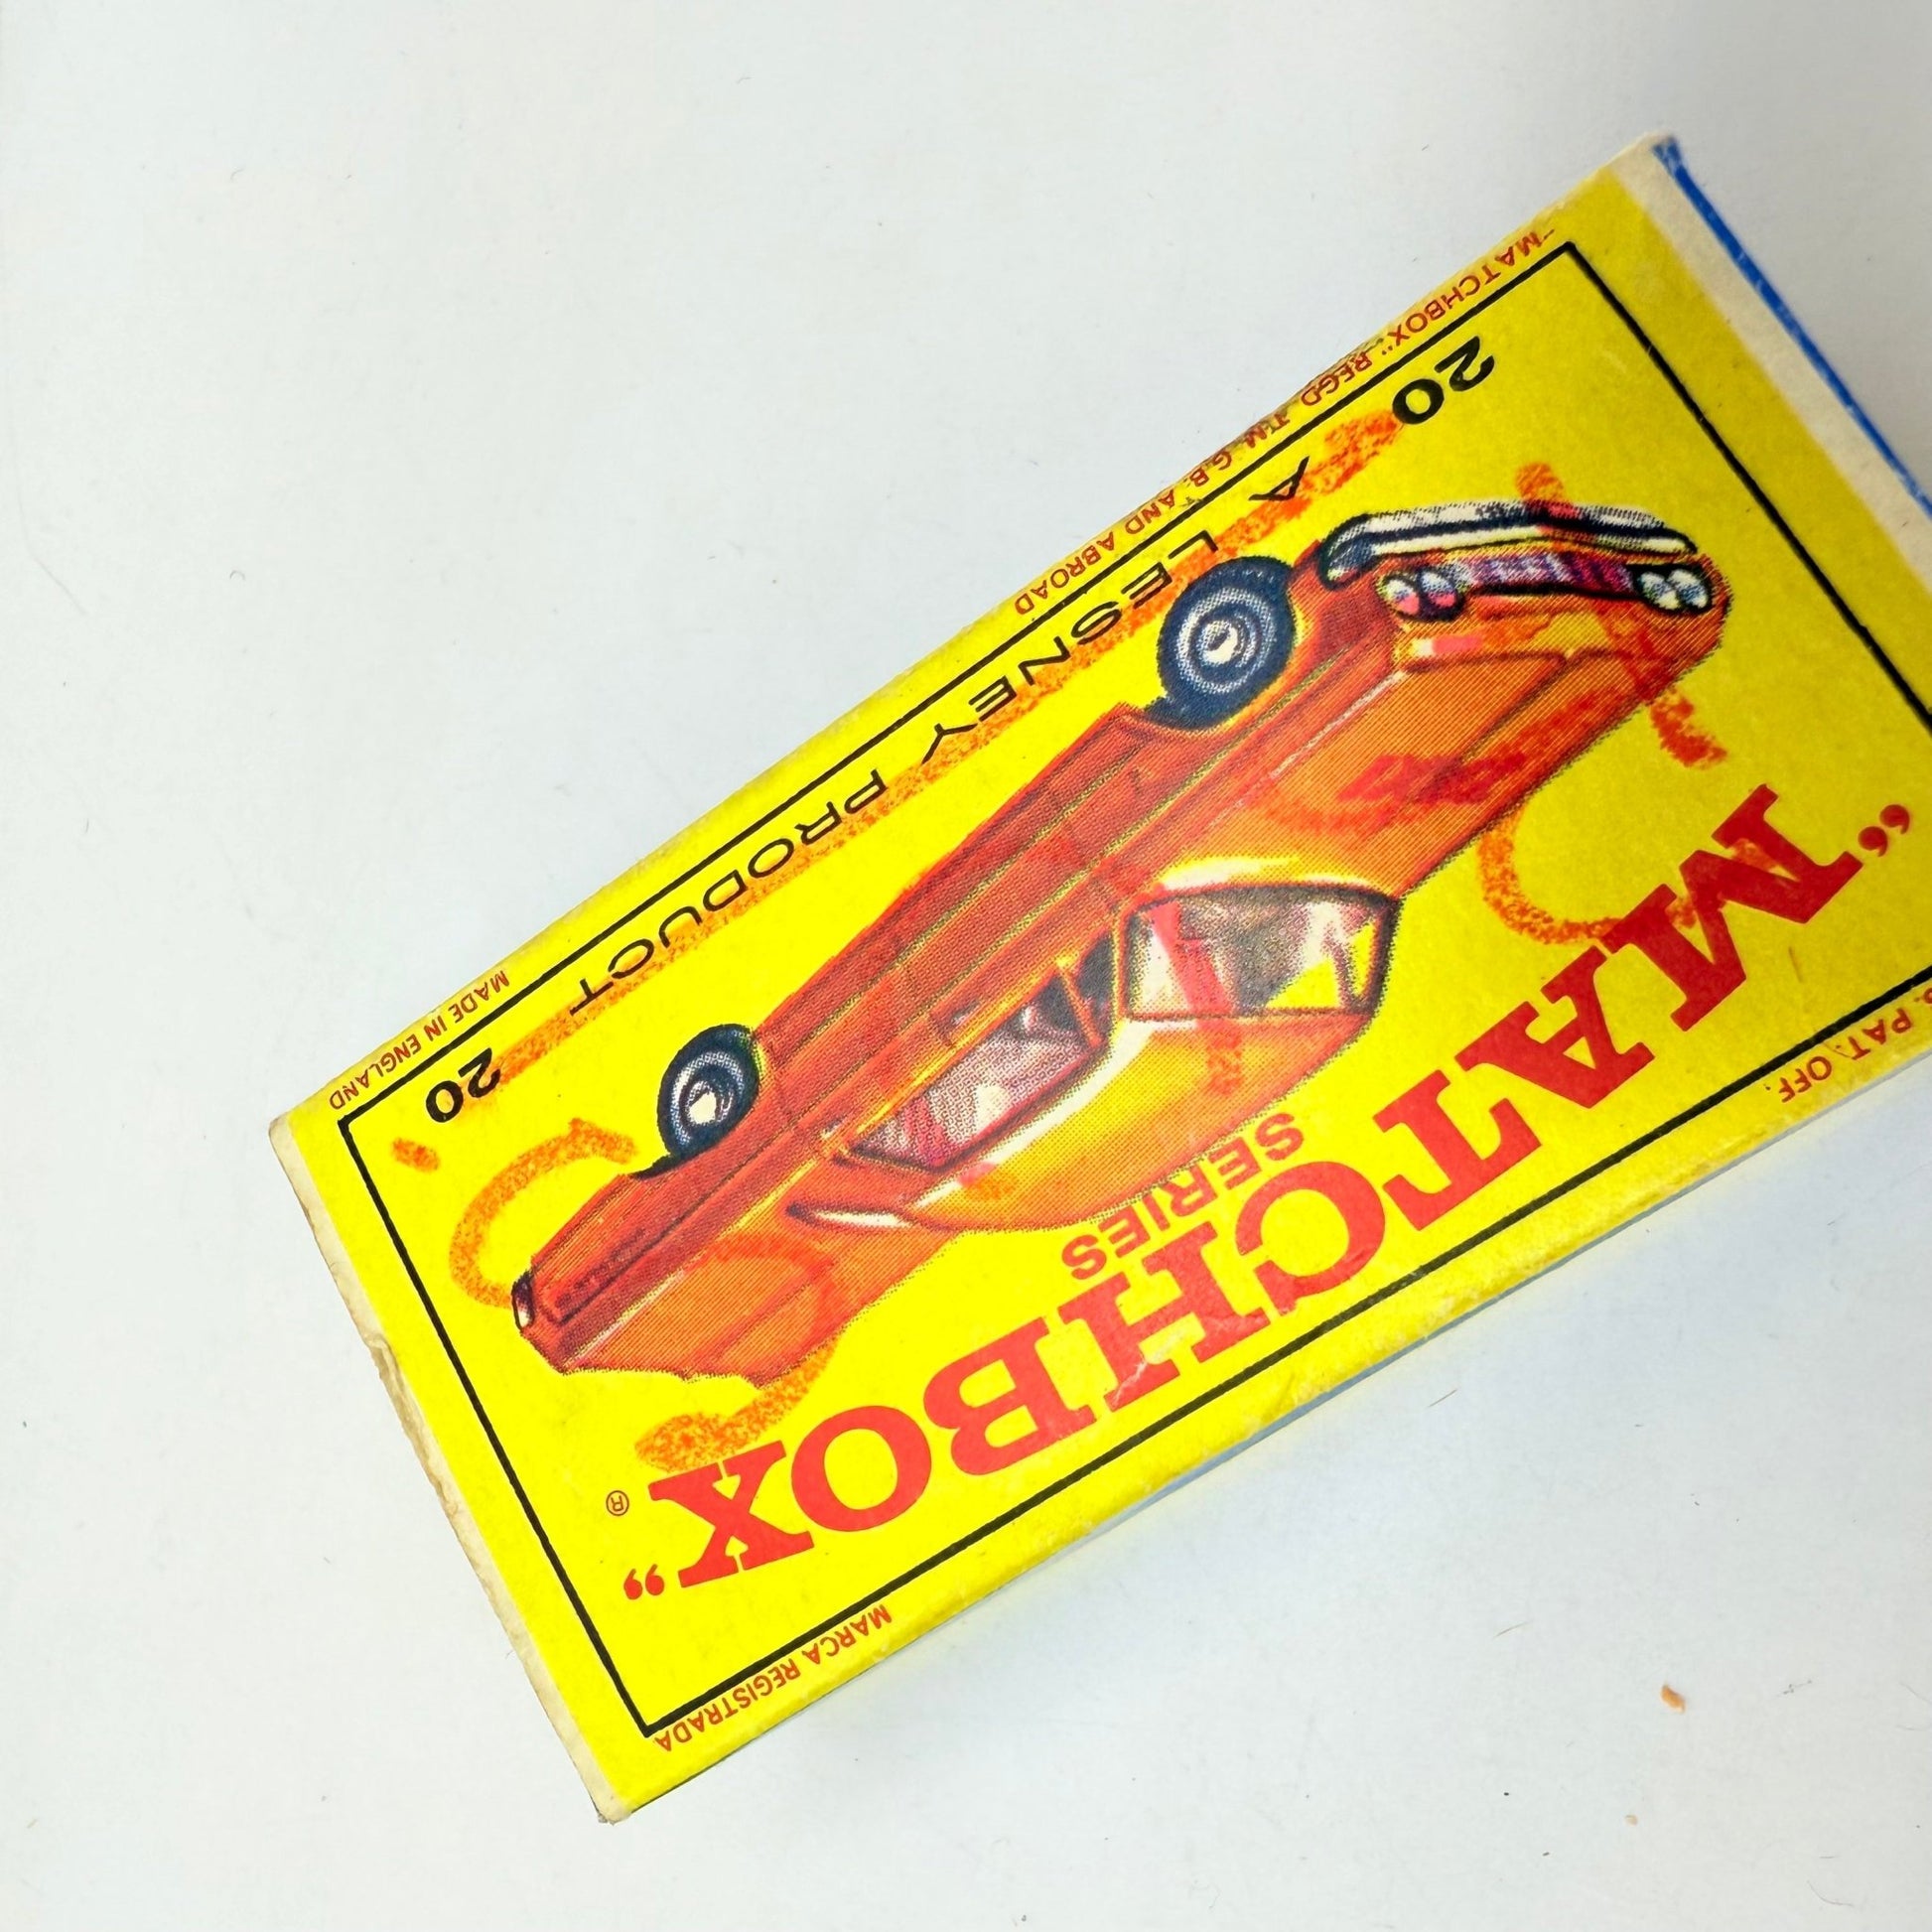 PAT. OFF. MARCA REGISTRADA
"MATCHBOX"®
SERIES
20 A LESNEY PRODUCT 20
"MATCHBOX" REGD. T.M. G.B. AND ABROAD MADE IN ENGLAND